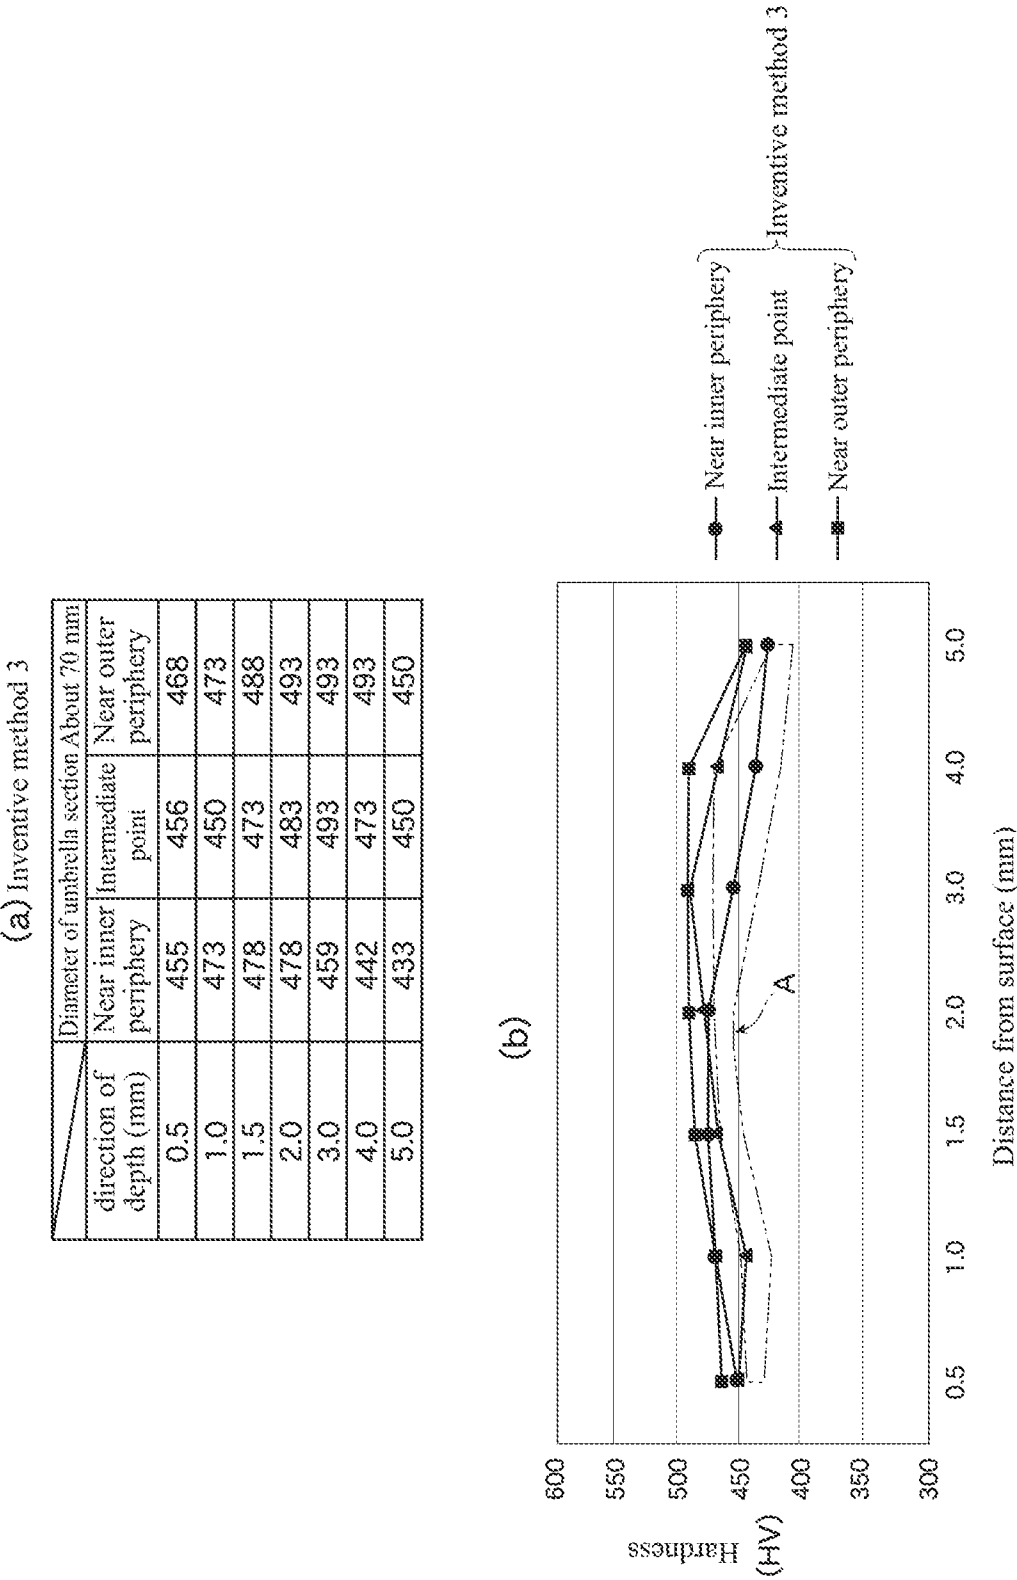 (a) Inventive method 3
Diameter of umbrella section About 70 mm
direction of depth (mm) Near inner periphery Intermediate point Near outer periphery
0.5 455 456 468
1.0 473 450 473
1.5 478 473 488
2.0 478 483 493
3.0 459 493 493
4.0 442 473 493
5.0 433 450 450
(b)
600
550
500
450
400
350
300
Hardness
(HV)
A
0.5 1.0 1.5 2.0 3.0 4.0 5.0
Distance from surface (mm)
Near inner periphery
Intermediate point
Near outer periphery
Inventive method 3